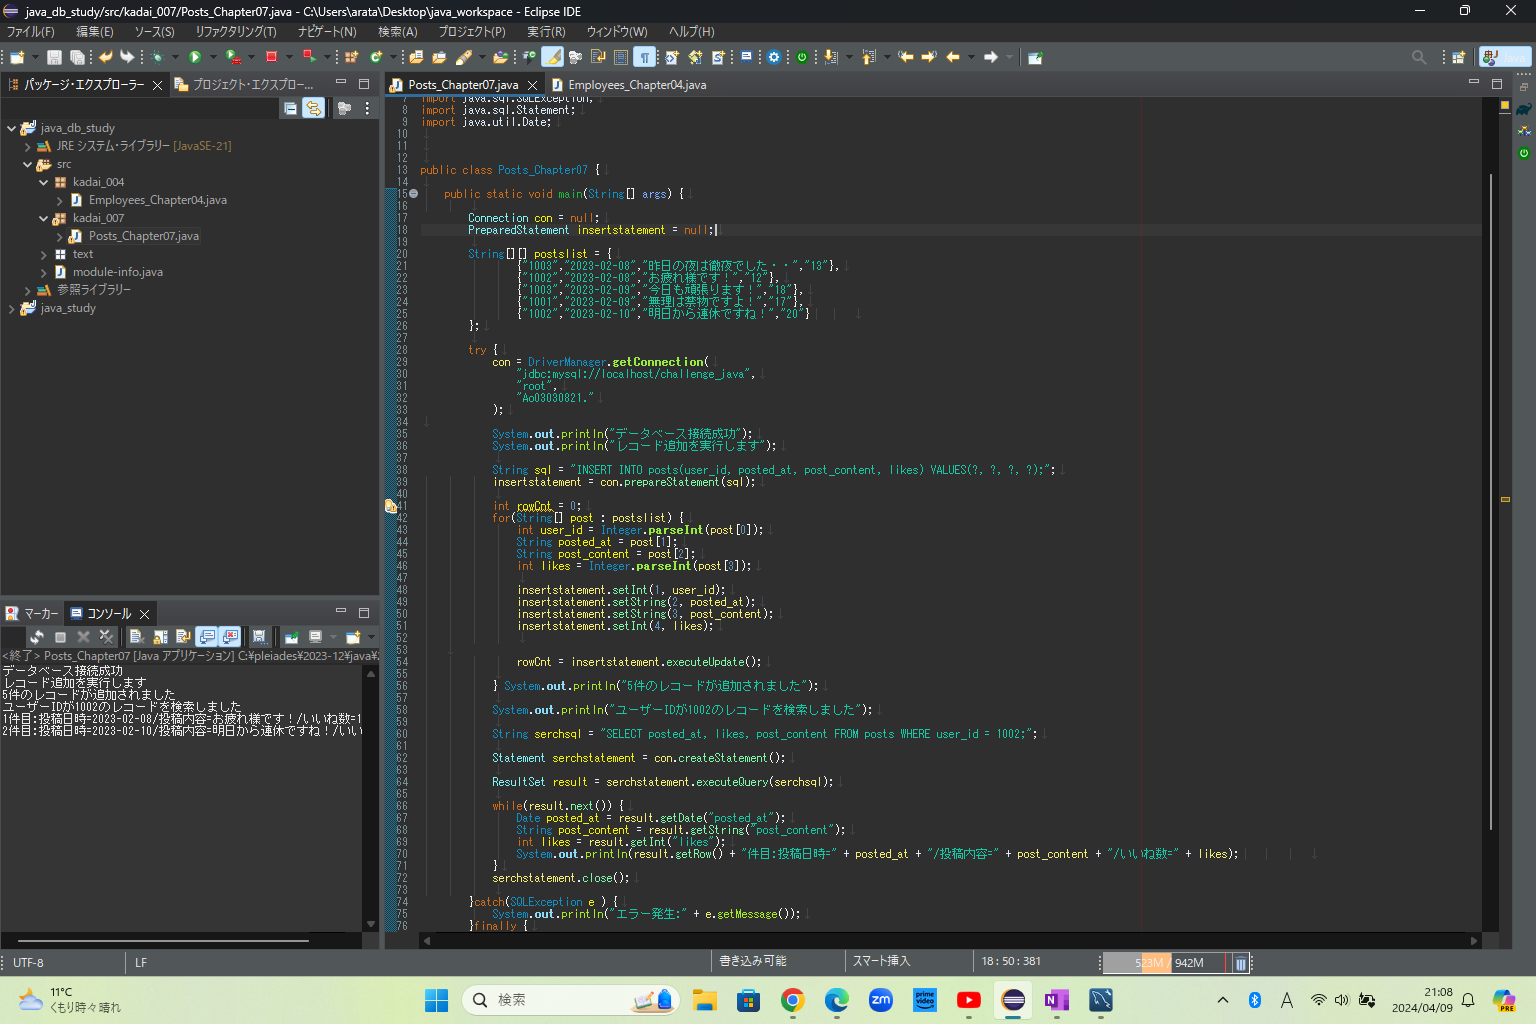 java_db_study/src/kadai_007/Posts_Chapter07.java - C:\Users\arata\Desktop\java_workspace - Eclipse IDE
ファイル(F) 編集(E) ソース(S) リファクタリング(T) ナビゲート(N) 検索(A) プロジェクト(P) 実行(R) ウィンドウ(W) ヘルプ(H)
Java
パッケージ・エクスプローラー
プロジェクト・エクスプロー...
java_db_study
JRE システム・ライブラリー [JavaSE-21]
src
kadai_004
Employees_Chapter04.java
kadai_007
Posts_Chapter07.java
text
module-info.java
参照ライブラリー
java_study
Posts_Chapter07.java
Employees_Chapter04.java
7 import java.sql.SQLException;
8 import java.sql.Statement;
9 import java.util.Date;
10
11
12
13 public class Posts_Chapter07 {
14
15 public static void main(String[] args) {
16
17 Connection con = null;
18 PreparedStatement insertstatement = null;
19
20 String[][] postslist = {
21 {"1003","2023-02-08","昨日の夜は徹夜でした・・","13"},
22 {"1002","2023-02-08","お疲れ様です！","12"},
23 {"1003","2023-02-09","今日も頑張ります！","18"},
24 {"1001","2023-02-09","無理は禁物ですよ！","17"},
25 {"1002","2023-02-10","明日から連休ですね！","20"}
26 };
27
28 try {
29 con = DriverManager.getConnection(
30 "jdbc:mysql://localhost/challenge_java",
31 "root",
32 "Ao03030821."
33 );
34
35 System.out.println("データベース接続成功");
36 System.out.println("レコード追加を実行します");
37
38 String sql = "INSERT INTO posts(user_id, posted_at, post_content, likes) VALUES(?, ?, ?, ?);";
39 insertstatement = con.prepareStatement(sql);
40
41 int rowCnt = 0;
42 for(String[] post : postslist) {
43 int user_id = Integer.parseInt(post[0]);
44 String posted_at = post[1];
45 String post_content = post[2];
46 int likes = Integer.parseInt(post[3]);
47
48 insertstatement.setInt(1, user_id);
49 insertstatement.setString(2, posted_at);
50 insertstatement.setString(3, post_content);
51 insertstatement.setInt(4, likes);
52
53
54 rowCnt = insertstatement.executeUpdate();
55
56 } System.out.println("5件のレコードが追加されました");
57
58 System.out.println("ユーザーIDが1002のレコードを検索しました");
59
60 String serchsql = "SELECT posted_at, likes, post_content FROM posts WHERE user_id = 1002;";
61
62 Statement serchstatement = con.createStatement();
63
64 ResultSet result = serchstatement.executeQuery(serchsql);
65
66 while(result.next()) {
67 Date posted_at = result.getDate("posted_at");
68 String post_content = result.getString("post_content");
69 int likes = result.getInt("likes");
70 System.out.println(result.getRow() + "件目:投稿日時=" + posted_at + "/投稿内容=" + post_content + "/いいね数=" + likes);
71 }
72 serchstatement.close();
73
74 }catch(SQLException e ) {
75 System.out.println("エラー発生:" + e.getMessage());
76 }finally {
マーカー
コンソール
<終了> Posts_Chapter07 [Java アプリケーション] C:¥pleiades¥2023-12¥java¥
データベース接続成功
レコード追加を実行します
5件のレコードが追加されました
ユーザーIDが1002のレコードを検索しました
1件目:投稿日時=2023-02-08/投稿内容=お疲れ様です！/いいね数=1
2件目:投稿日時=2023-02-10/投稿内容=明日から連休ですね！/いい
UTF-8
LF
書き込み可能
スマート挿入
18:50:381
523M / 942M
11°C
くもり時々晴れ
検索
zm
prime video
N
A
21:08
2024/04/09
PRE